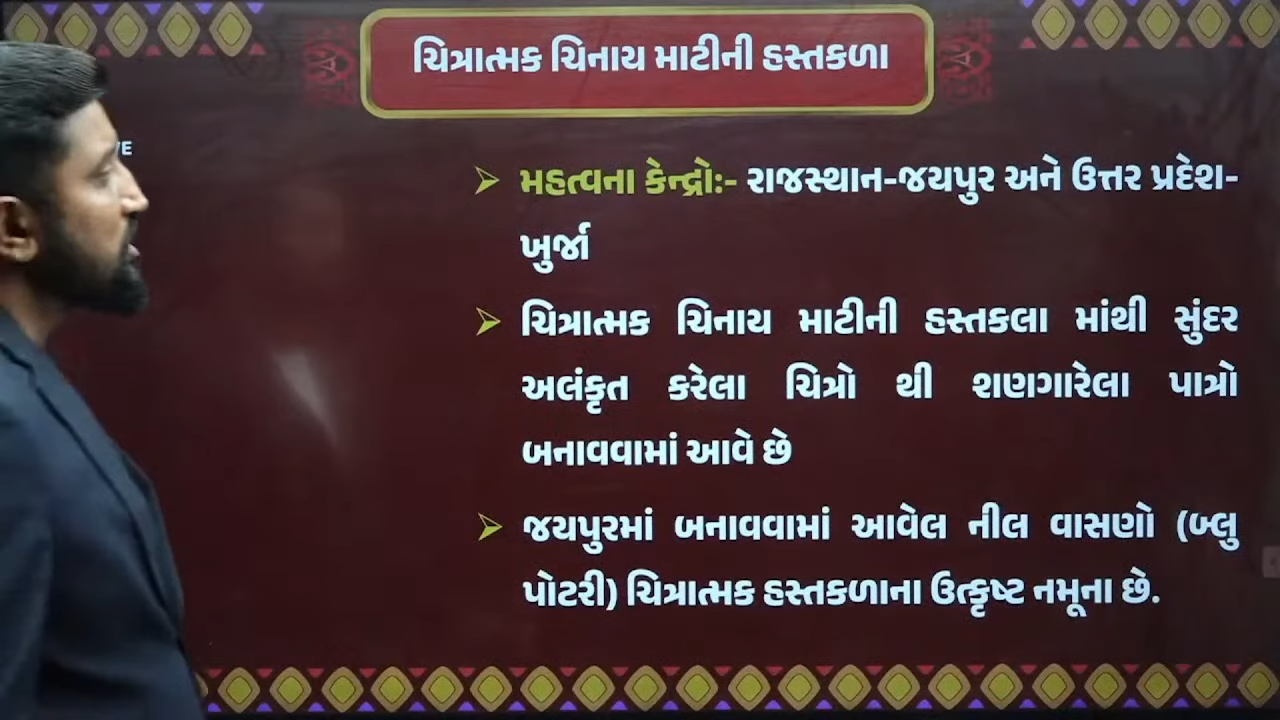 ચિત્રાત્મક ચિનાય માટીની હસ્તકળા
મહત્વના કેન્દ્રો:- રાજસ્થાન-જયપુર અને ઉત્તર પ્રદેશ-
ખુર્જા
ચિત્રાત્મક ચિનાય માટીની હસ્તકલા માંથી સુંદર
અલંકૃત કરેલા ચિત્રો થી શણગારેલા પાત્રો
બનાવવામાં આવે છે
જયપુરમાં બનાવવામાં આવેલ નીલ વાસણો (બ્લુ
પોટરી) ચિત્રાત્મક હસ્તકળાના ઉત્કૃષ્ટ નમૂના છે.